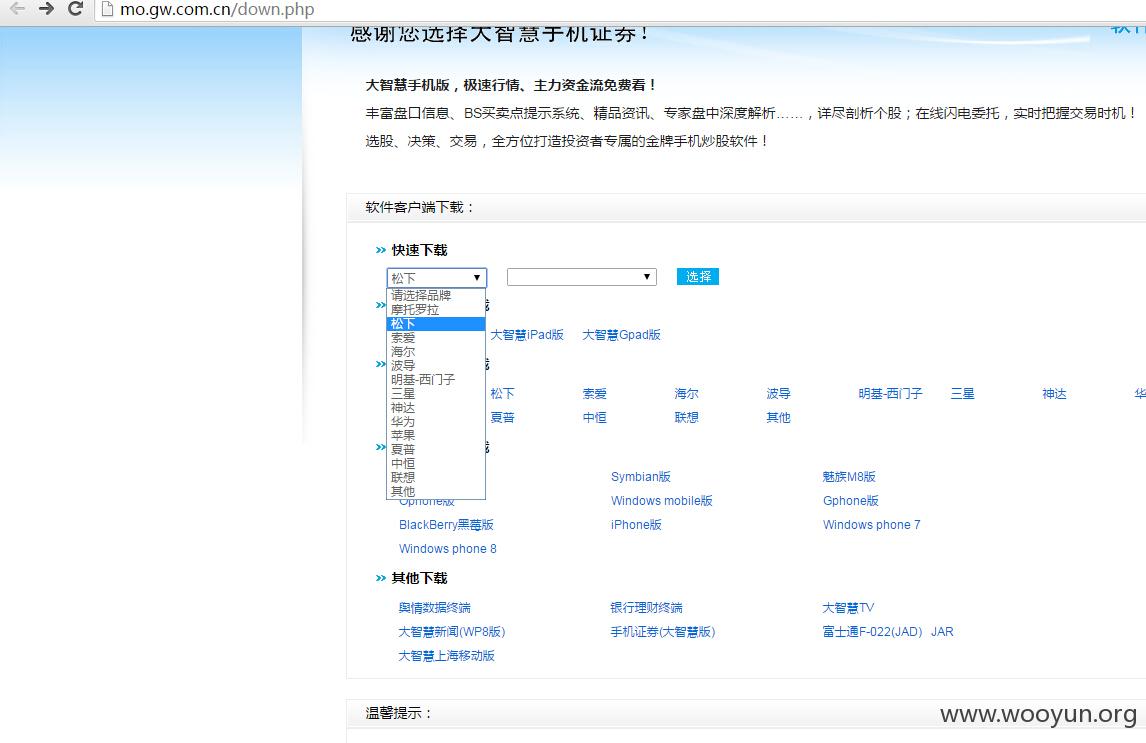 mo.gw.com.cn/down.php
感谢您选择大智慧手机证券！
软件
大智慧手机版，极速行情、主力资金流免费看！
丰富盘口信息、BS买卖点提示系统、精品资讯、专家盘中深度解析……，详尽剖析个股；在线闪电委托，实时把握交易时机！
选股、决策、交易，全方位打造投资者专属的金牌手机炒股软件！
软件客户端下载：
快速下载
松下 选择
请选择品牌
摩托罗拉
松下
索爱
海尔
波导
明基-西门子
三星
神达
华为
苹果
夏普
中恒
联想
其他
大智慧iPad版 大智慧Gpad版
松下 索爱 海尔 波导 明基-西门子 三星 神达 华
夏普 中恒 联想 其他
Symbian版 魅族M8版
Ophone版 Windows mobile版 Gphone版
BlackBerry黑莓版 iPhone版 Windows phone 7
Windows phone 8
其他下载
舆情数据终端 银行理财终端 大智慧TV
大智慧新闻(WP8版) 手机证券(大智慧版) 富士通F-022(JAD) JAR
大智慧上海移动版
温馨提示：
www.wooyun.org